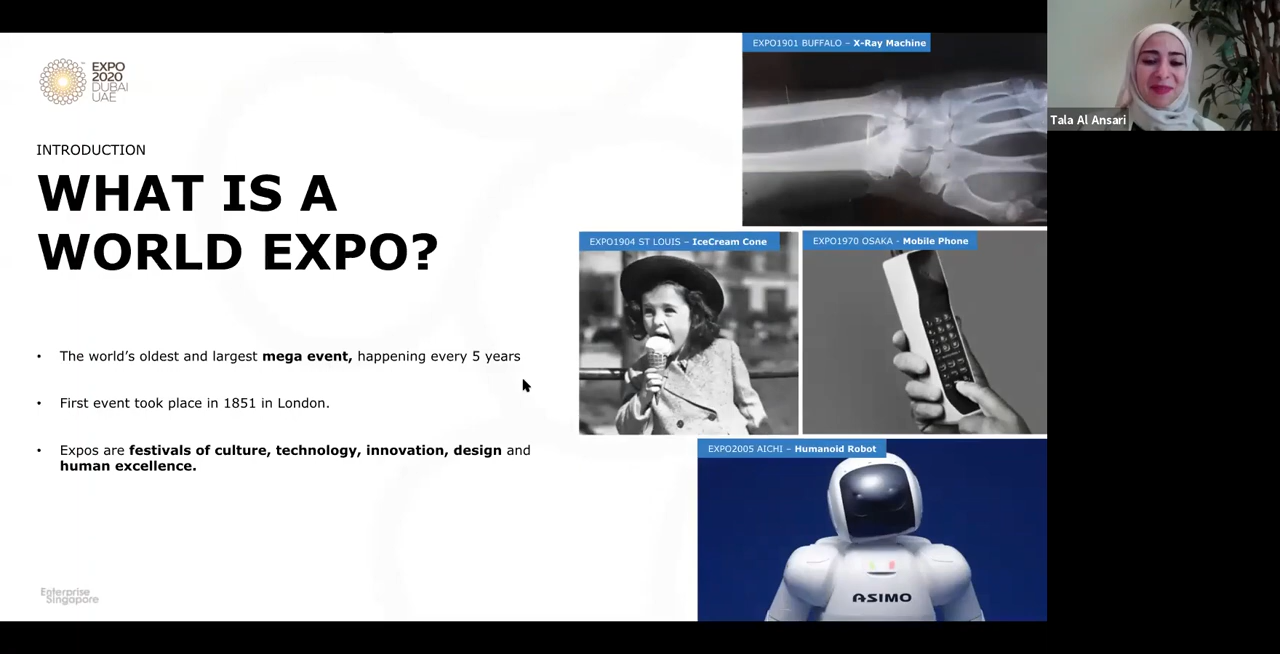 EXPO
2020
DUBAI
UAE
INTRODUCTION
WHAT IS A
WORLD EXPO?
• The world’s oldest and largest mega event, happening every 5 years
• First event took place in 1851 in London.
• Expos are festivals of culture, technology, innovation, design and
human excellence.
Enterprise
Singapore
EXPO1901 BUFFALO – X-Ray Machine
EXPO1904 ST LOUIS – IceCream Cone
EXPO1970 OSAKA - Mobile Phone
EXPO2005 AICHI – Humanoid Robot
ASIMO
Tala Al Ansari